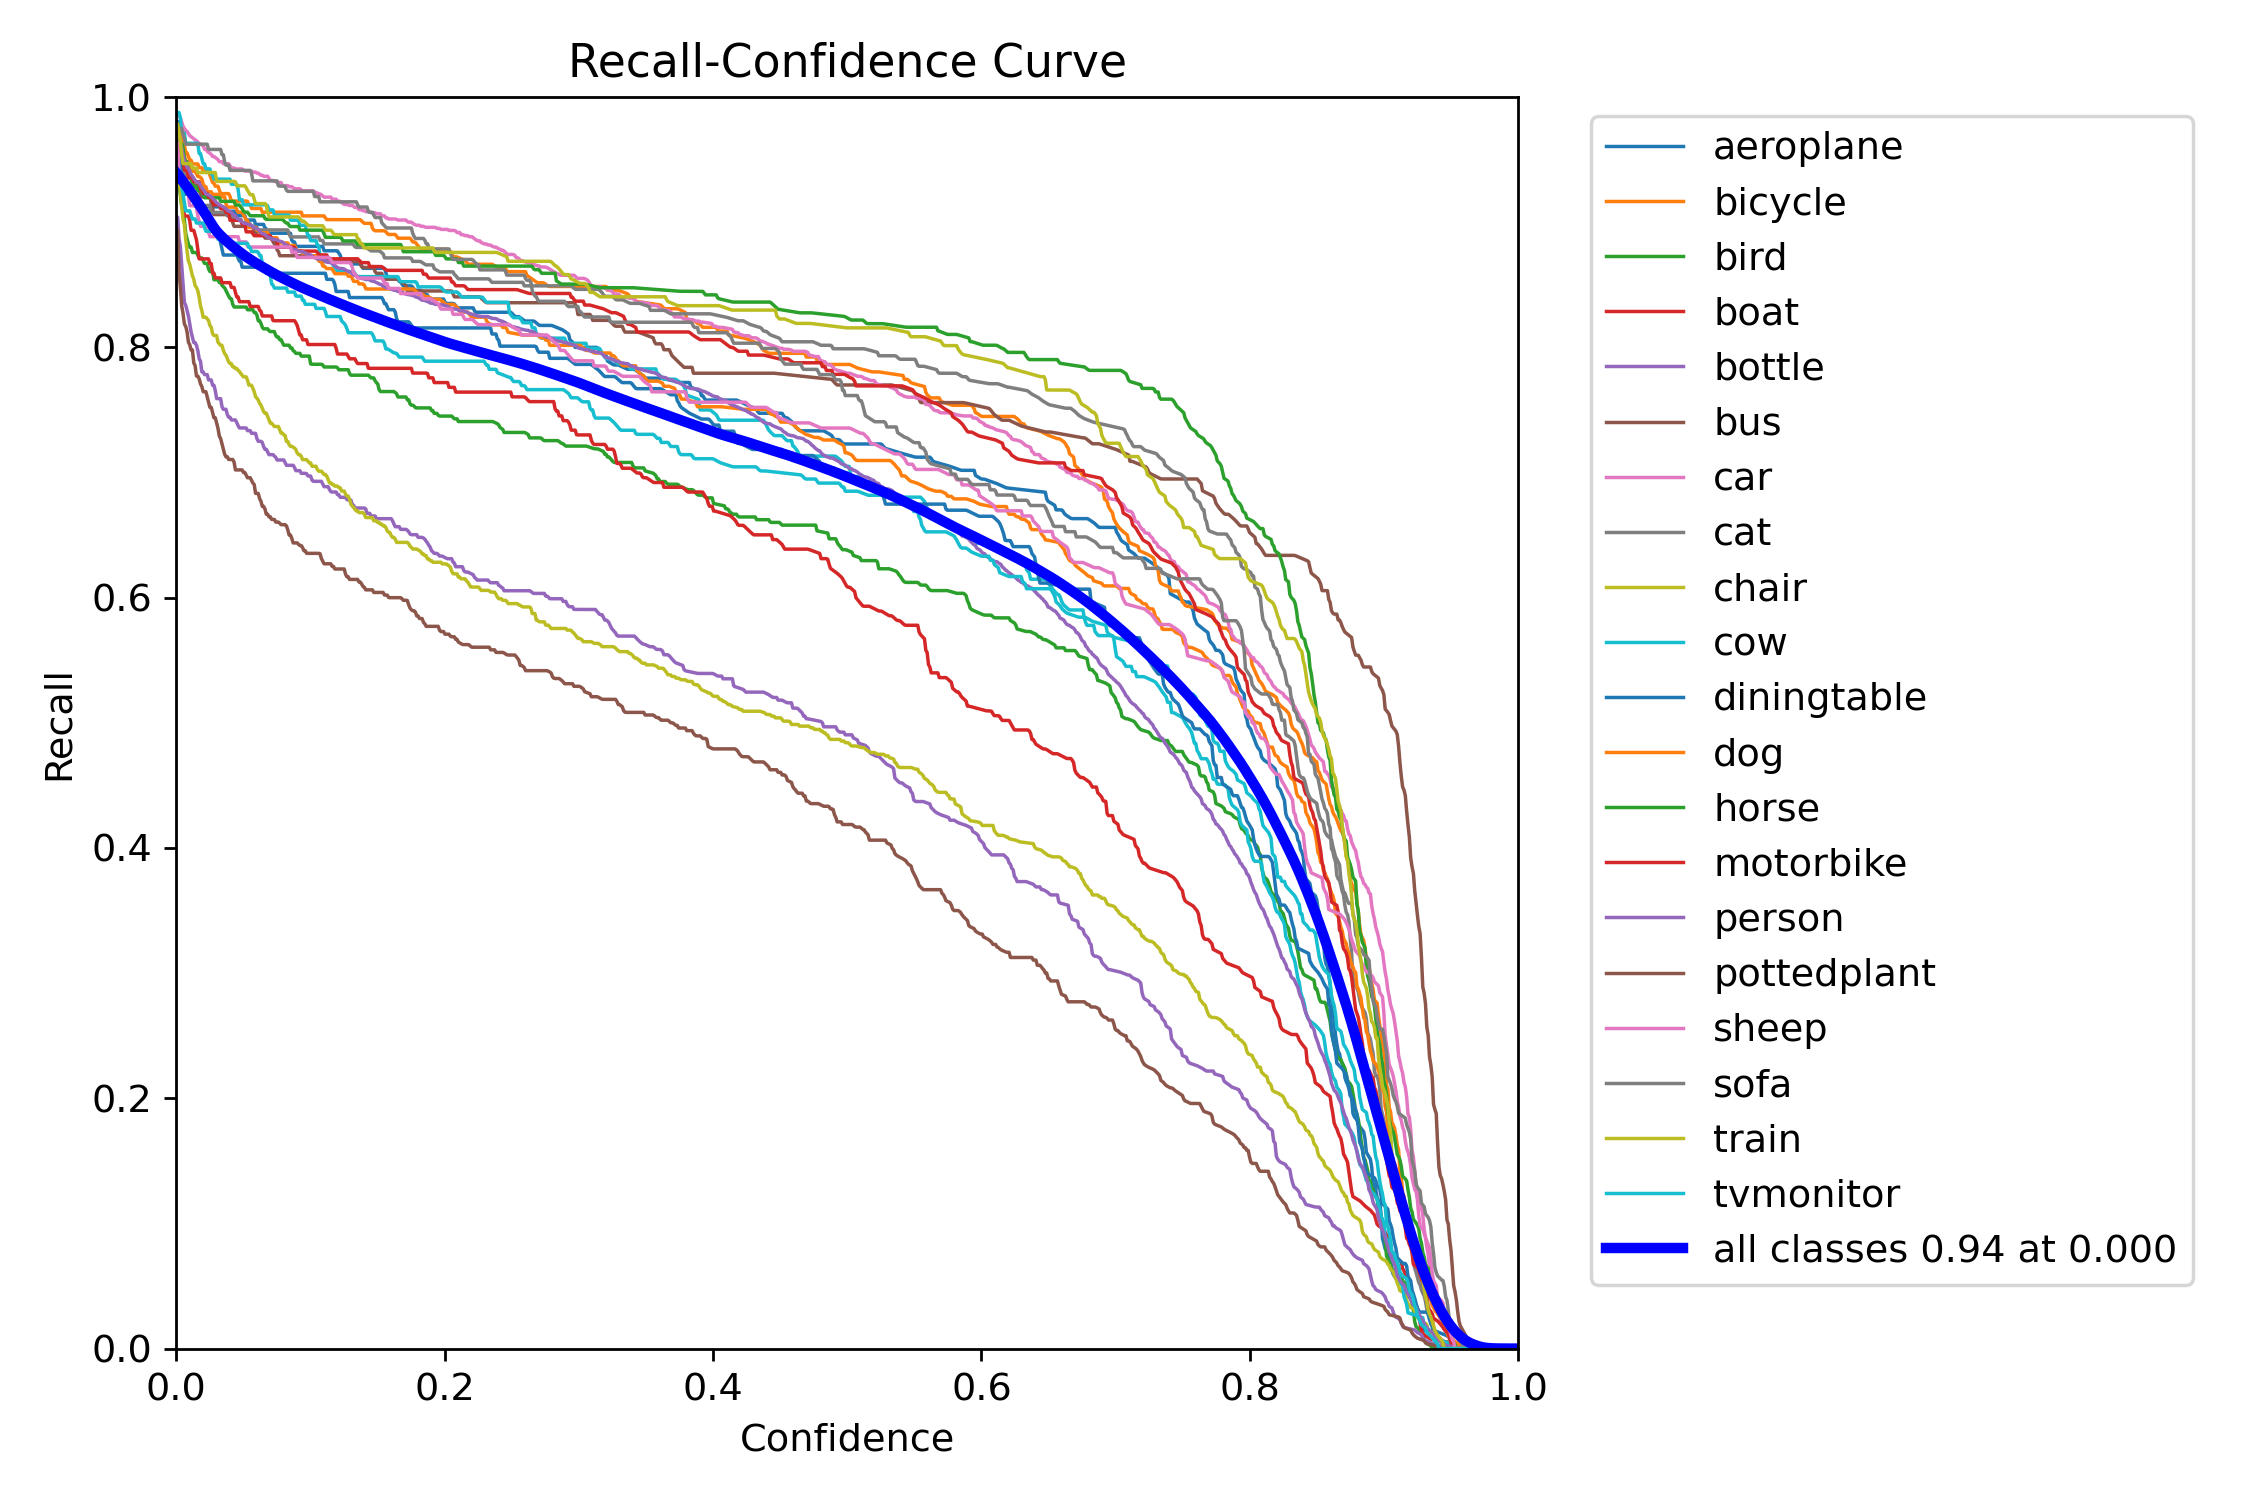 Recall-Confidence Curve
1.0
0.8
0.6
0.4
0.2
0.0
Recall
0.0 0.2 0.4 0.6 0.8 1.0
Confidence
aeroplane
bicycle
bird
boat
bottle
bus
car
cat
chair
cow
diningtable
dog
horse
motorbike
person
pottedplant
sheep
sofa
train
tvmonitor
all classes 0.94 at 0.000